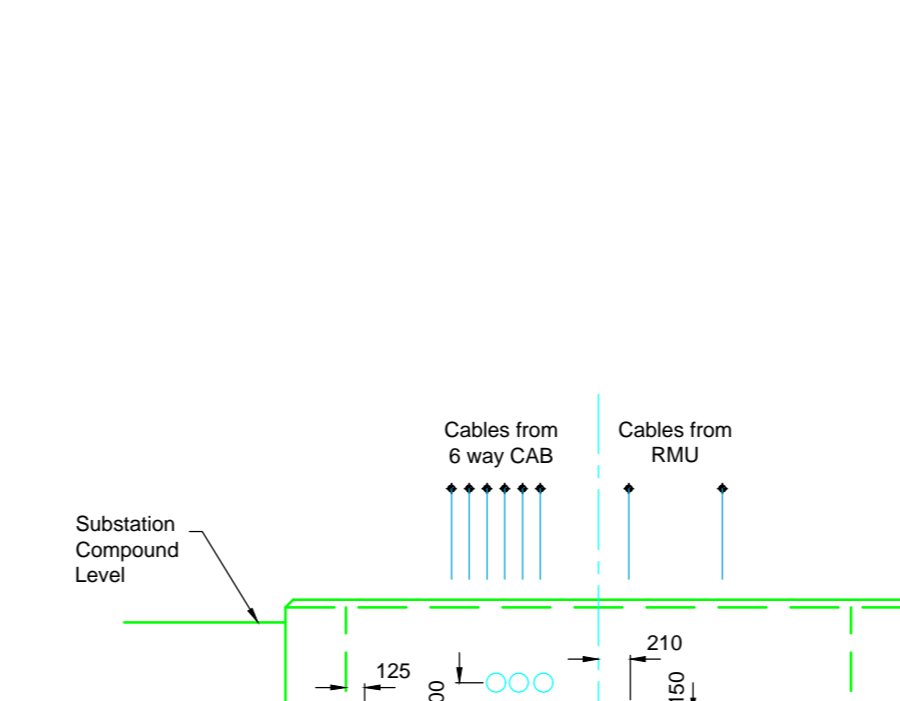 Cables from
6 way CAB
Cables from
RMU
Substation
Compound
Level
210
125
150